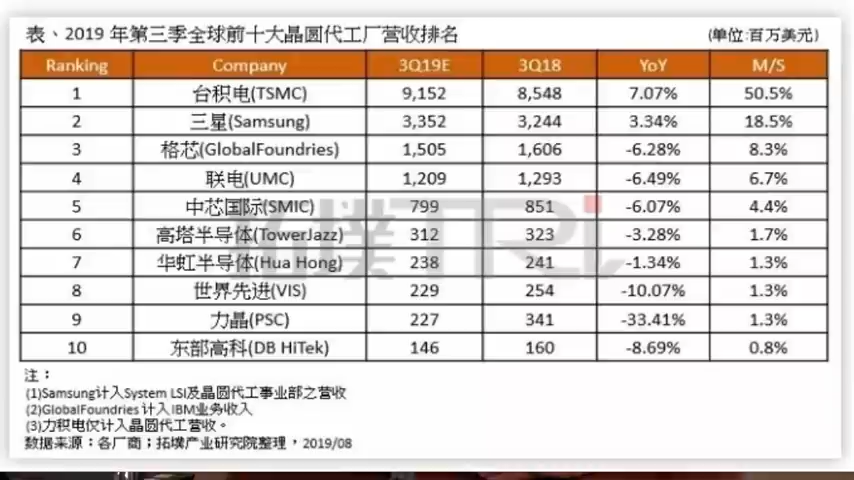 表、2019 年第三季全球前十大晶圆代工厂营收排名 (单位:百万美元)
Ranking Company 3Q19E 3Q18 YoY M/S
1 台积电(TSMC) 9,152 8,548 7.07% 50.5%
2 三星(Samsung) 3,352 3,244 3.34% 18.5%
3 格芯(GlobalFoundries) 1,505 1,606 -6.28% 8.3%
4 联电(UMC) 1,209 1,293 -6.49% 6.7%
5 中芯国际(SMIC) 799 851 -6.07% 4.4%
6 高塔半导体(TowerJazz) 312 323 -3.28% 1.7%
7 华虹半导体(Hua Hong) 238 241 -1.34% 1.3%
8 世界先进(VIS) 229 254 -10.07% 1.3%
9 力晶(PSC) 227 341 -33.41% 1.3%
10 东部高科(DB HiTek) 146 160 -8.69% 0.8%
拓墣 TRi
注：
(1)Samsung计入System LSI及晶圆代工事业部之营收
(2)GlobalFoundries 计入IBM业务收入
(3)力积电仅计入晶圆代工营收。
数据来源：各厂商；拓墣产业研究院整理，2019/08